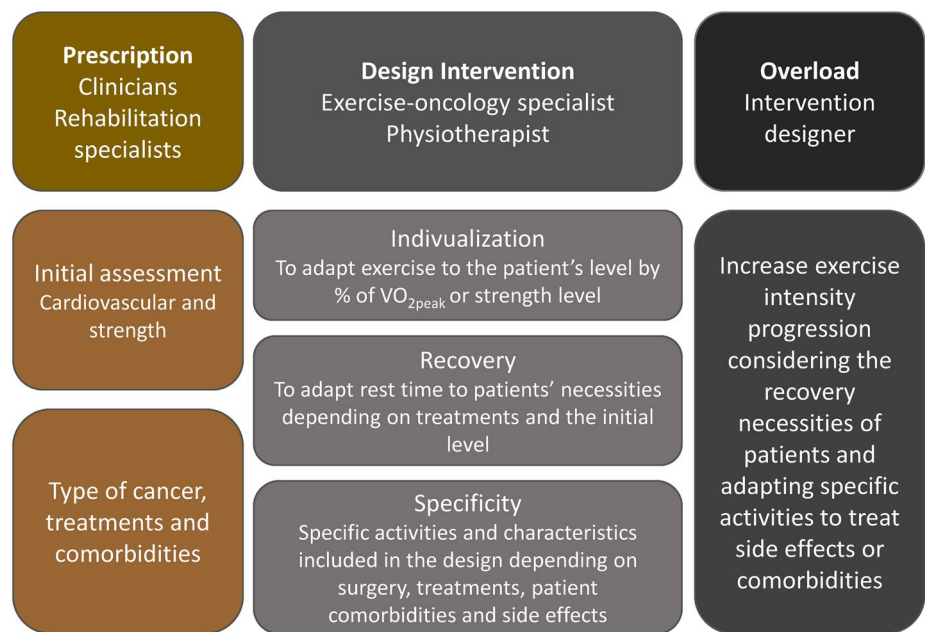 Prescription
Clinicians
Rehabilitation
specialists
Design Intervention
Exercise-oncology specialist
Physiotherapist
Overload
Intervention
designer
Initial assessment
Cardiovascular and
strength
Type of cancer,
treatments and
comorbidities
Indivualization
To adapt exercise to the patient’s level by
% of VO2peak or strength level
Recovery
To adapt rest time to patients’ necessities
depending on treatments and the initial
level
Specificity
Specific activities and characteristics
included in the design depending on
surgery, treatments, patient
comorbidities and side effects
Increase exercise
intensity
progression
considering the
recovery
necessities of
patients and
adapting specific
activities to treat
side effects or
comorbidities